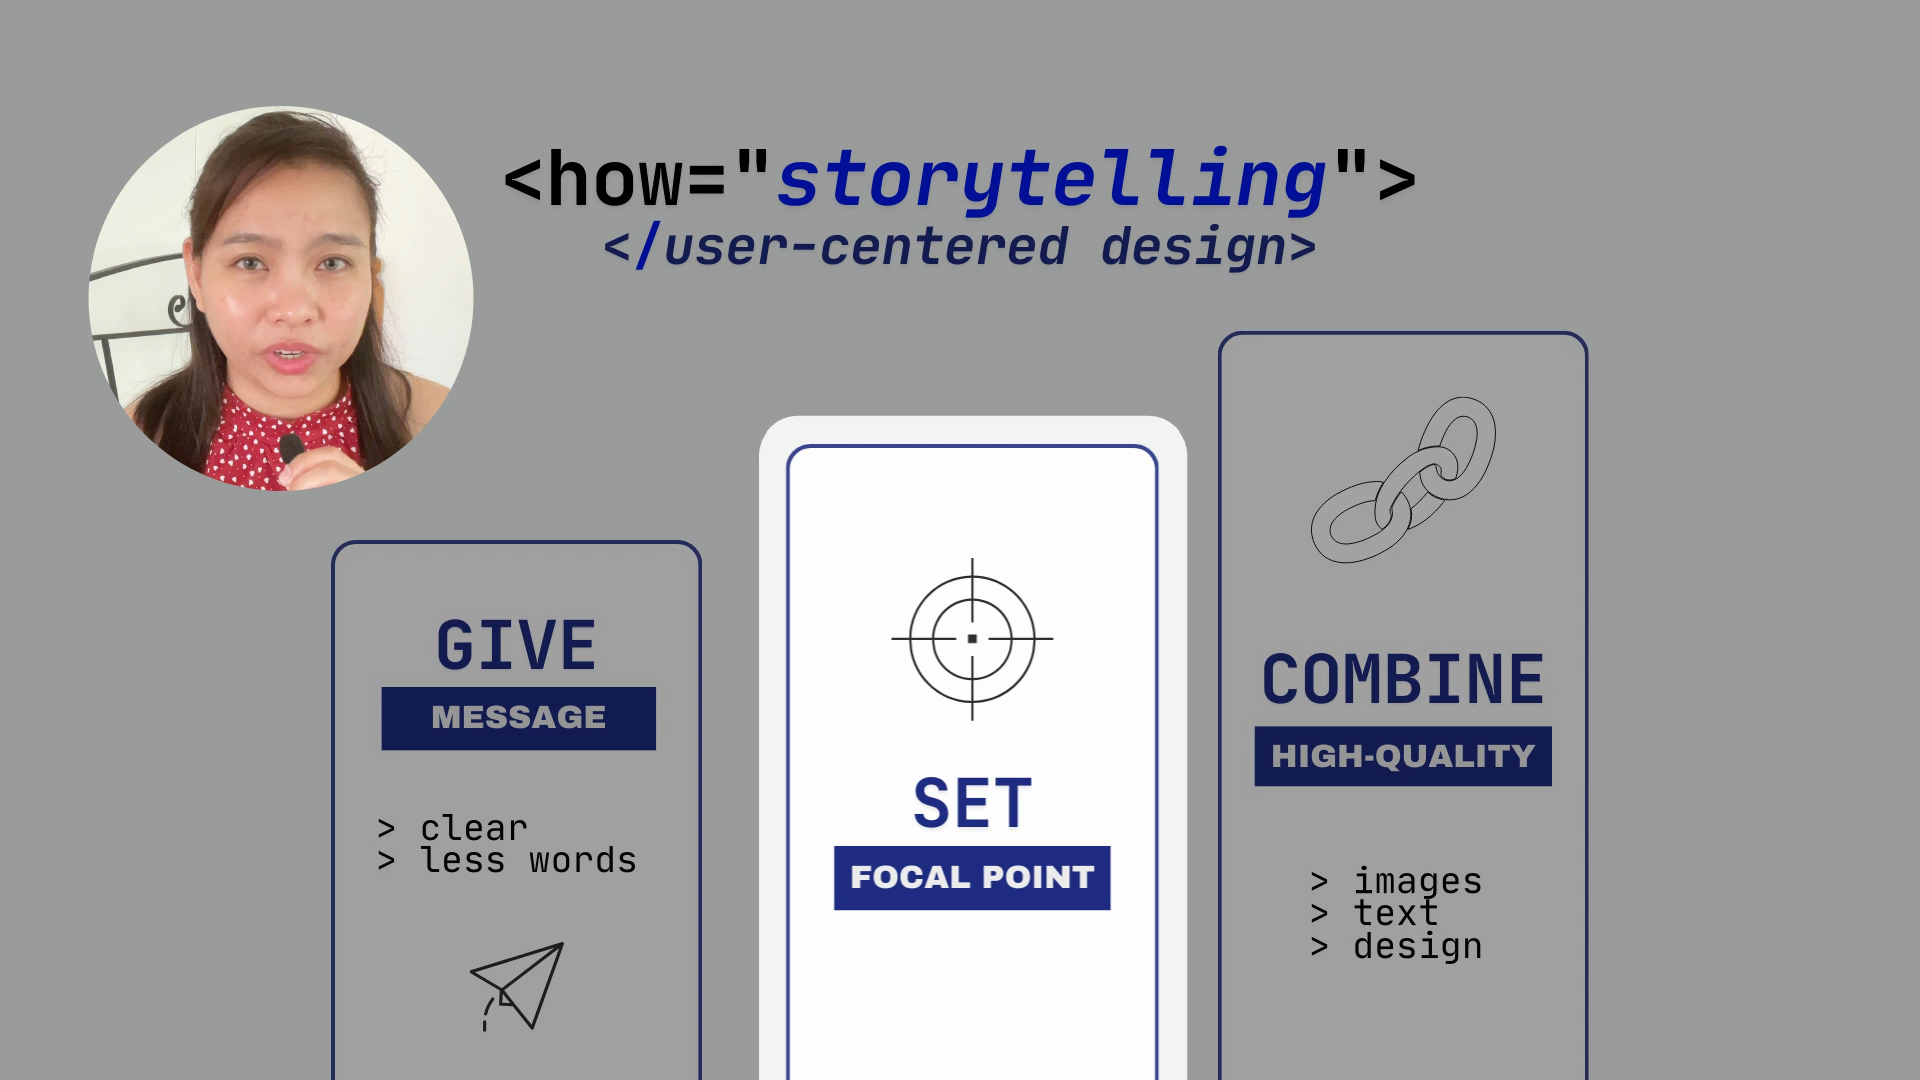 <how="storytelling">
</user-centered design>
GIVE
MESSAGE
> clear
> less words
SET
FOCAL POINT
COMBINE
HIGH-QUALITY
> images
> text
> design